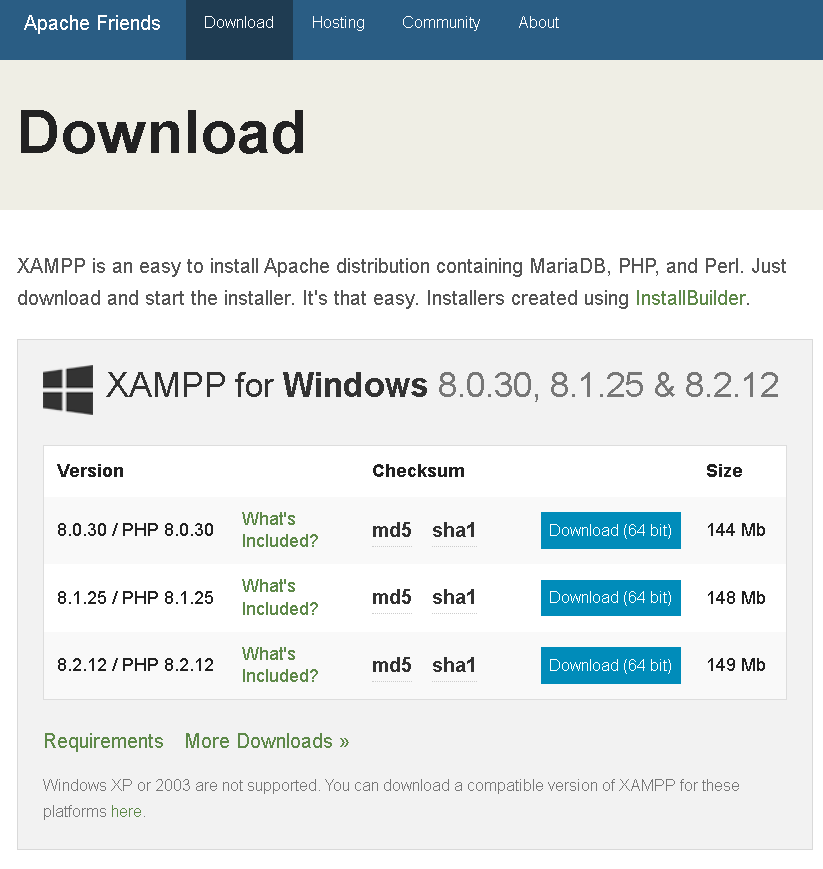 Apache Friends Download Hosting Community About
Download
XAMPP is an easy to install Apache distribution containing MariaDB, PHP, and Perl. Just
download and start the installer. It's that easy. Installers created using InstallBuilder.
XAMPP for Windows 8.0.30, 8.1.25 & 8.2.12
Version Checksum Size
8.0.30 / PHP 8.0.30 What's Included? md5 sha1 Download (64 bit) 144 Mb
8.1.25 / PHP 8.1.25 What's Included? md5 sha1 Download (64 bit) 148 Mb
8.2.12 / PHP 8.2.12 What's Included? md5 sha1 Download (64 bit) 149 Mb
Requirements More Downloads »
Windows XP or 2003 are not supported. You can download a compatible version of XAMPP for these
platforms here.